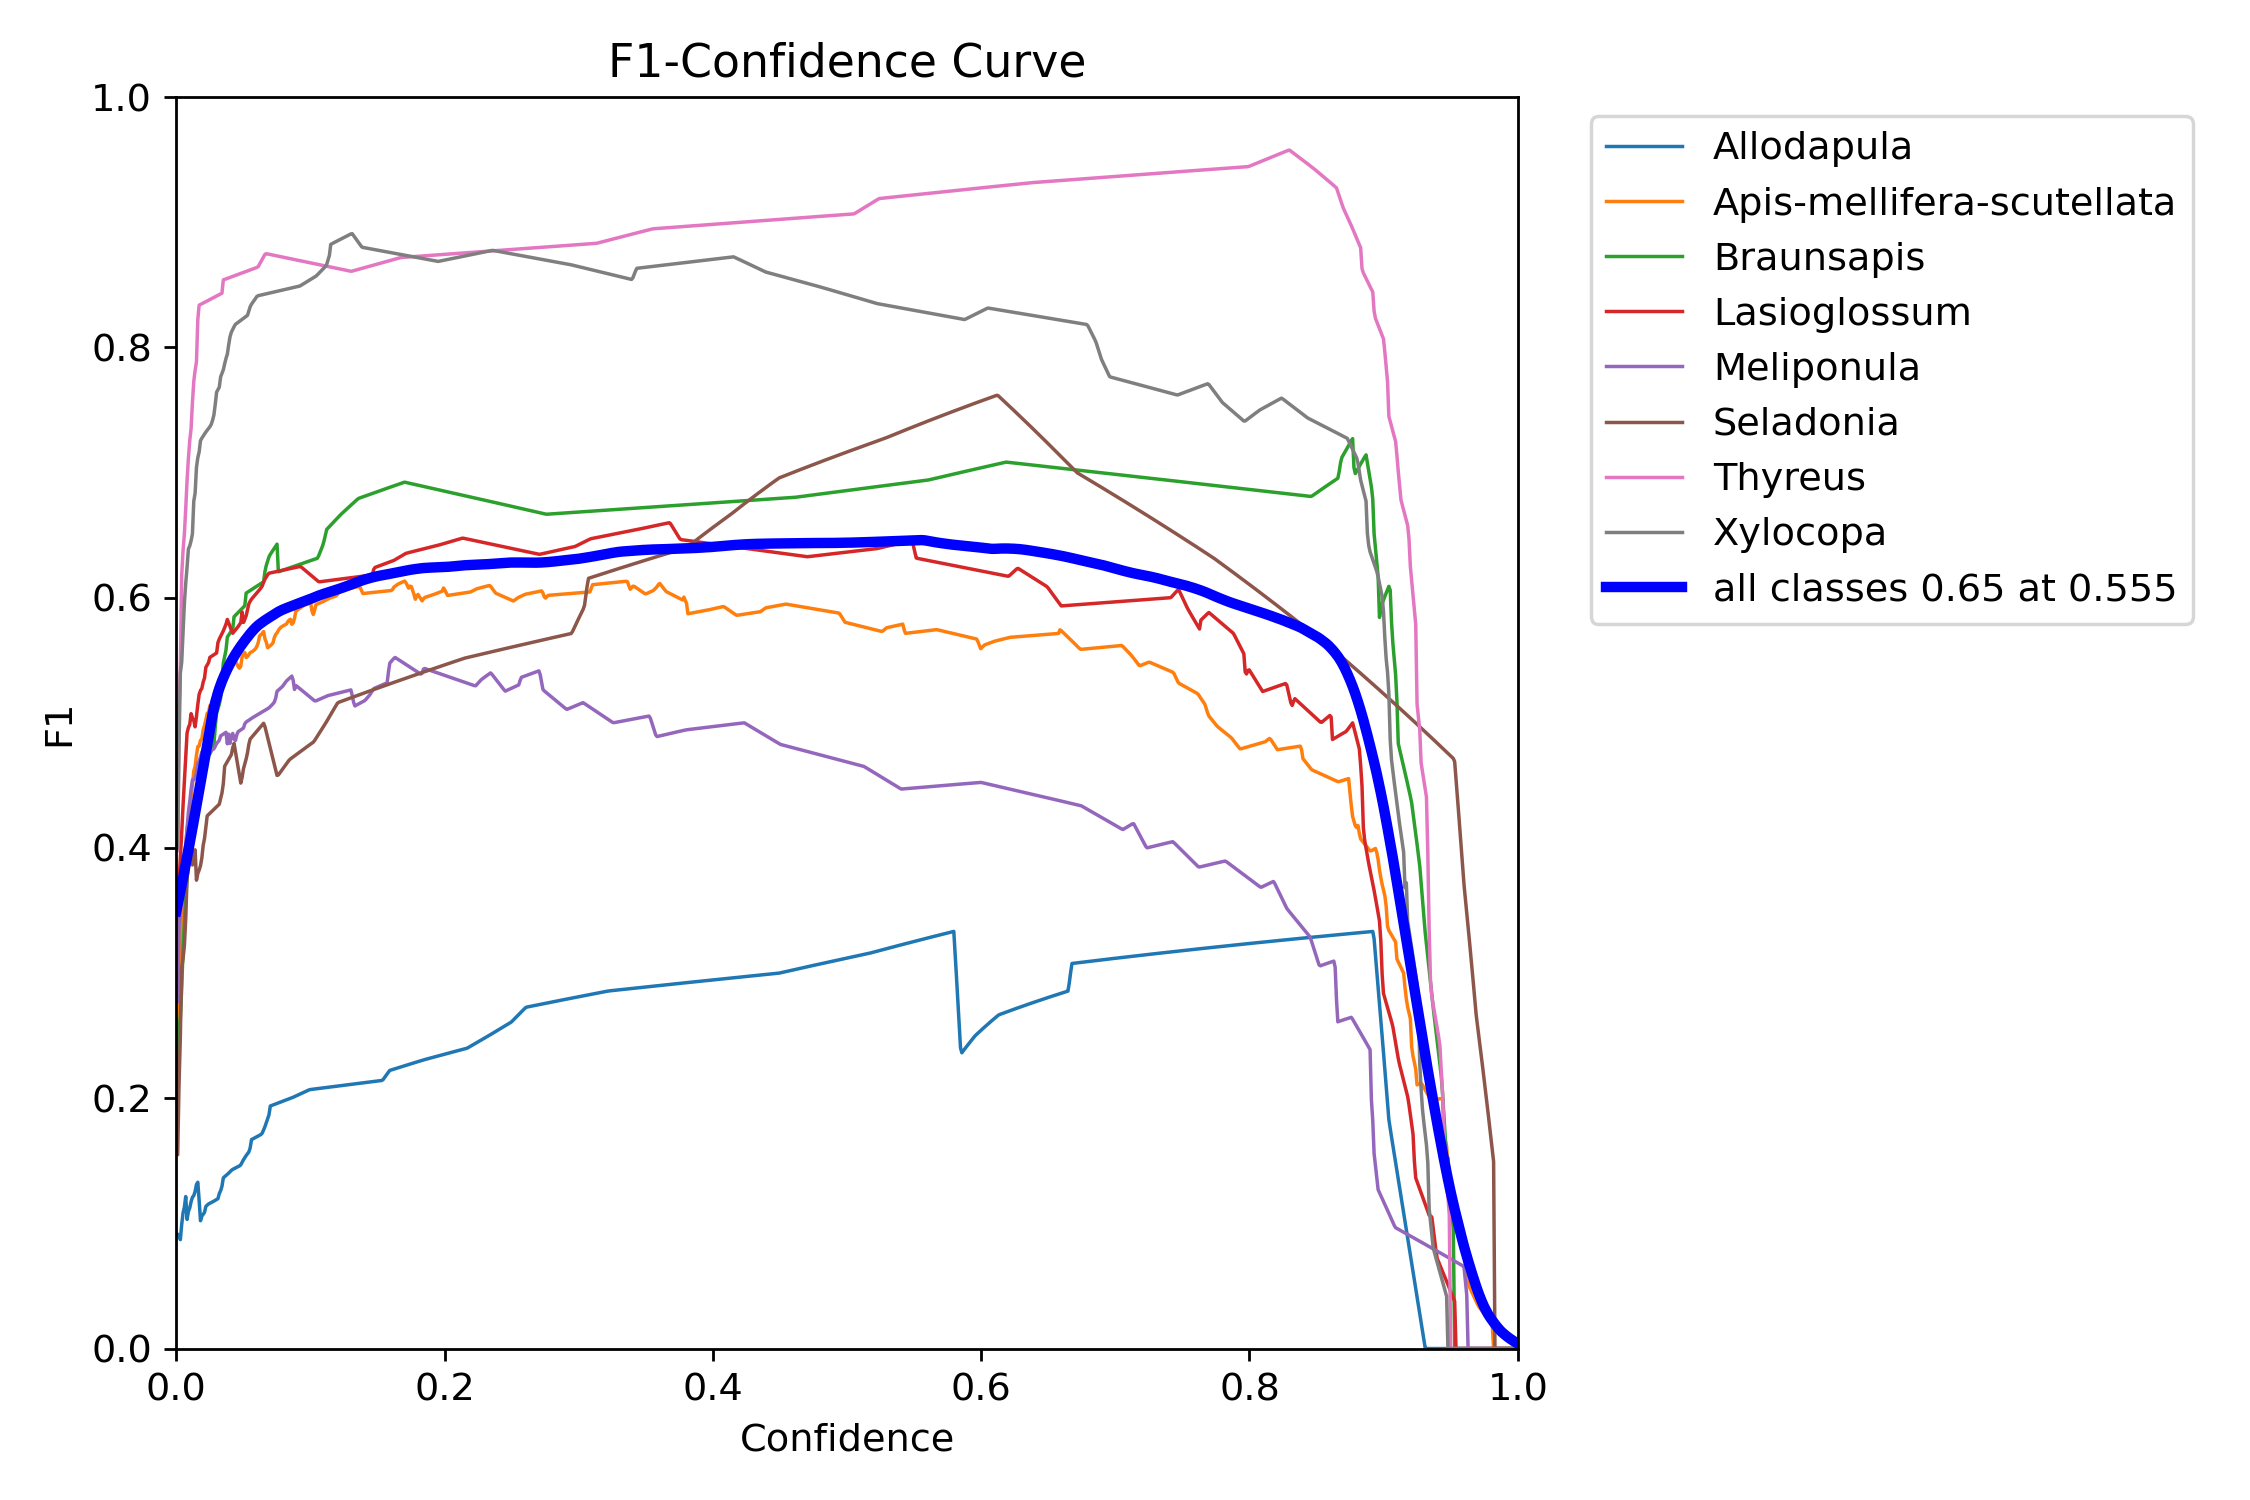 F1-Confidence Curve
1.0
0.8
0.6
0.4
0.2
0.0
F1
0.0 0.2 0.4 0.6 0.8 1.0
Confidence
Allodapula
Apis-mellifera-scutellata
Braunsapis
Lasioglossum
Meliponula
Seladonia
Thyreus
Xylocopa
all classes 0.65 at 0.555